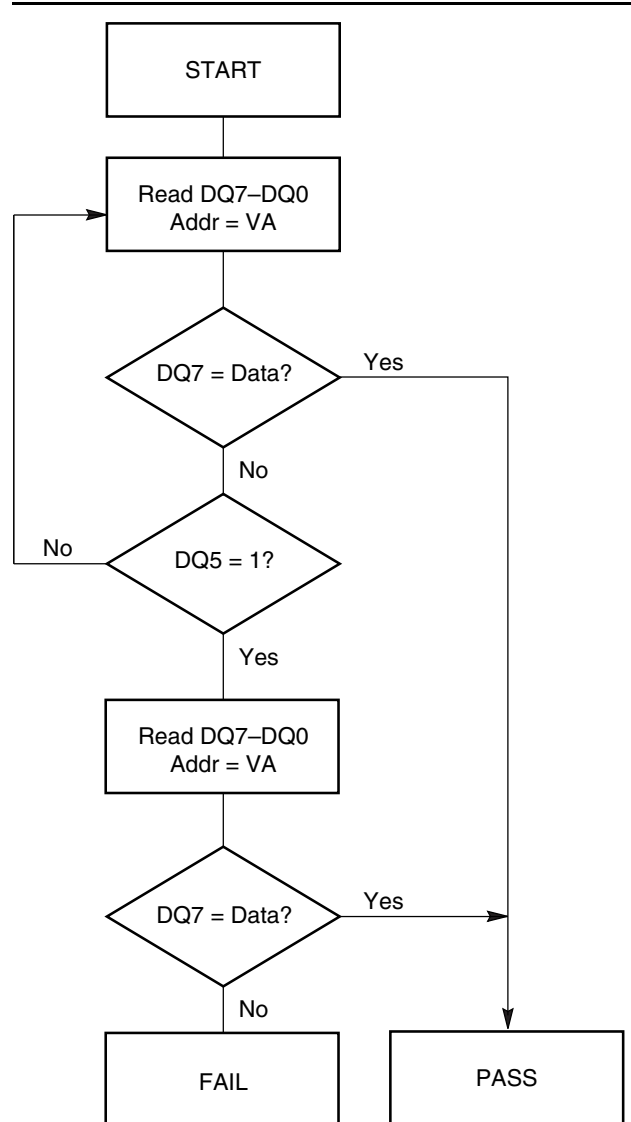 START
Read DQ7–DQ0
Addr = VA
DQ7 = Data?
Yes
No
No
DQ5 = 1?
Yes
Read DQ7–DQ0
Addr = VA
DQ7 = Data?
Yes
No
FAIL
PASS